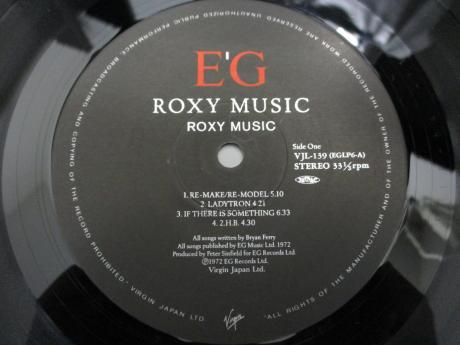 E'G
ROXY MUSIC
ROXY MUSIC
Side One
VJL-139 (EGLP6-A)
STEREO 33⅓rpm
1. RE-MAKE/RE-MODEL 5.10
2. LADYTRON 4 21
3. IF THERE IS SOMETHING 6.33
4. 2.H.B. 4.30
All songs written by Bryan Ferry
All songs published by EG Music Ltd. 1972
Produced by Peter Sinfield for EG Records Ltd.
Ⓟ1972 EG Records Ltd.
Virgin Japan Ltd.
Virgin
ALL RIGHTS OF THE MANUFACTURER AND OF THE OWNER OF THE RECORDED WORK ARE RESERVED. UNAUTHORIZED PUBLIC PERFORMANCE, BROADCASTING AND COPYING OF THE RECORD PROHIBITED · VIRGIN JAPAN LTD